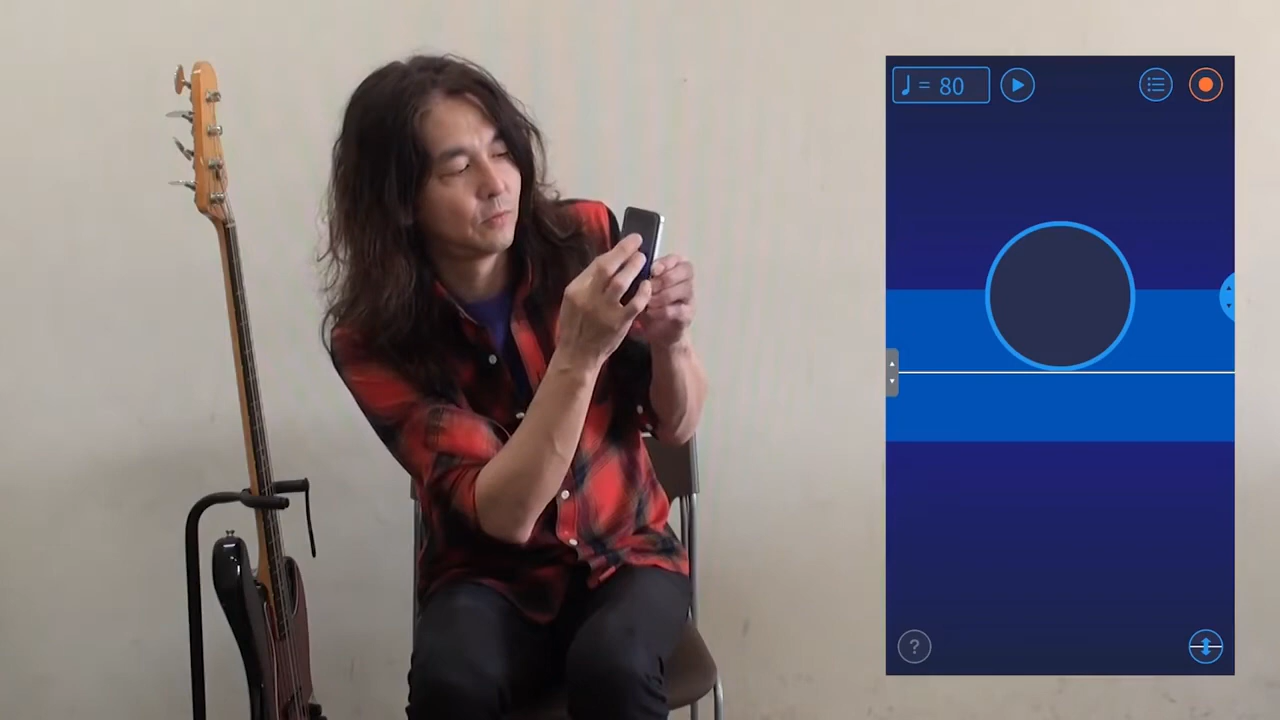 ♩ = 80
?